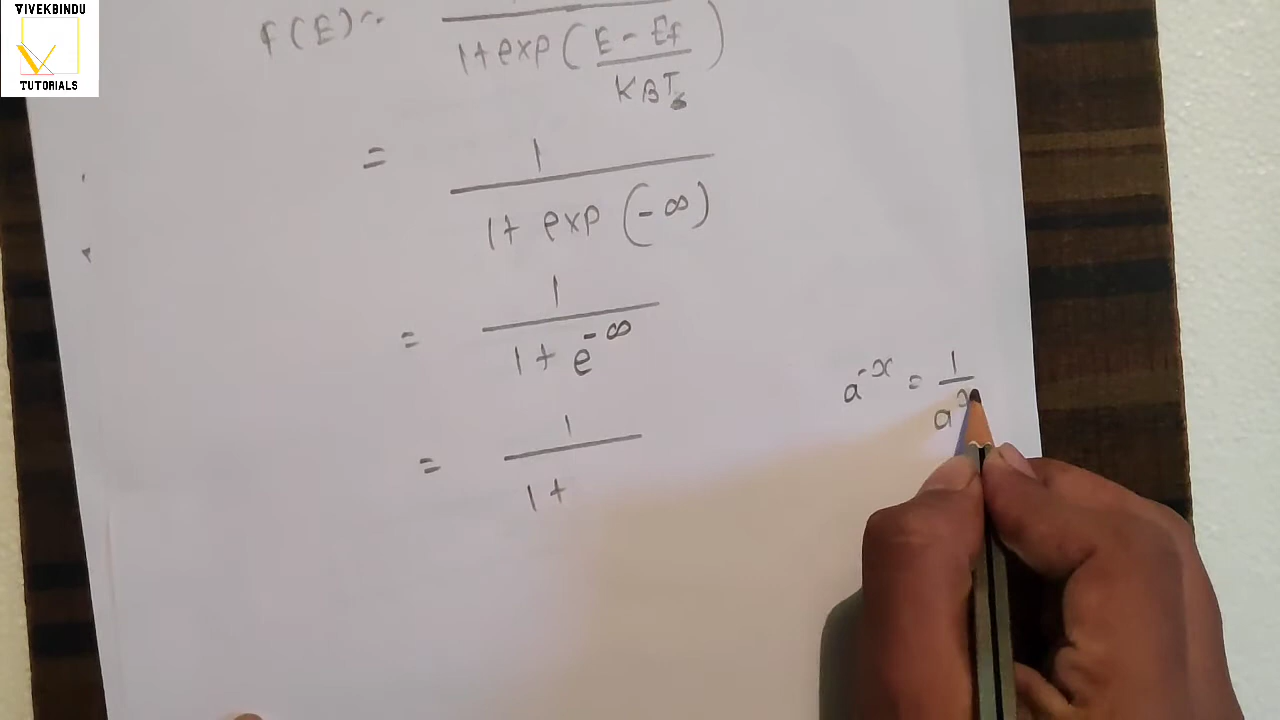 VIVEKBINDU
TUTORIALS
f(E) =
1+exp(E - Ef / KBT)
= 1 / 1+ exp (-∞)
= 1 / 1 + e^-∞
a^-x = 1 / a^x
= 1 / 1 +